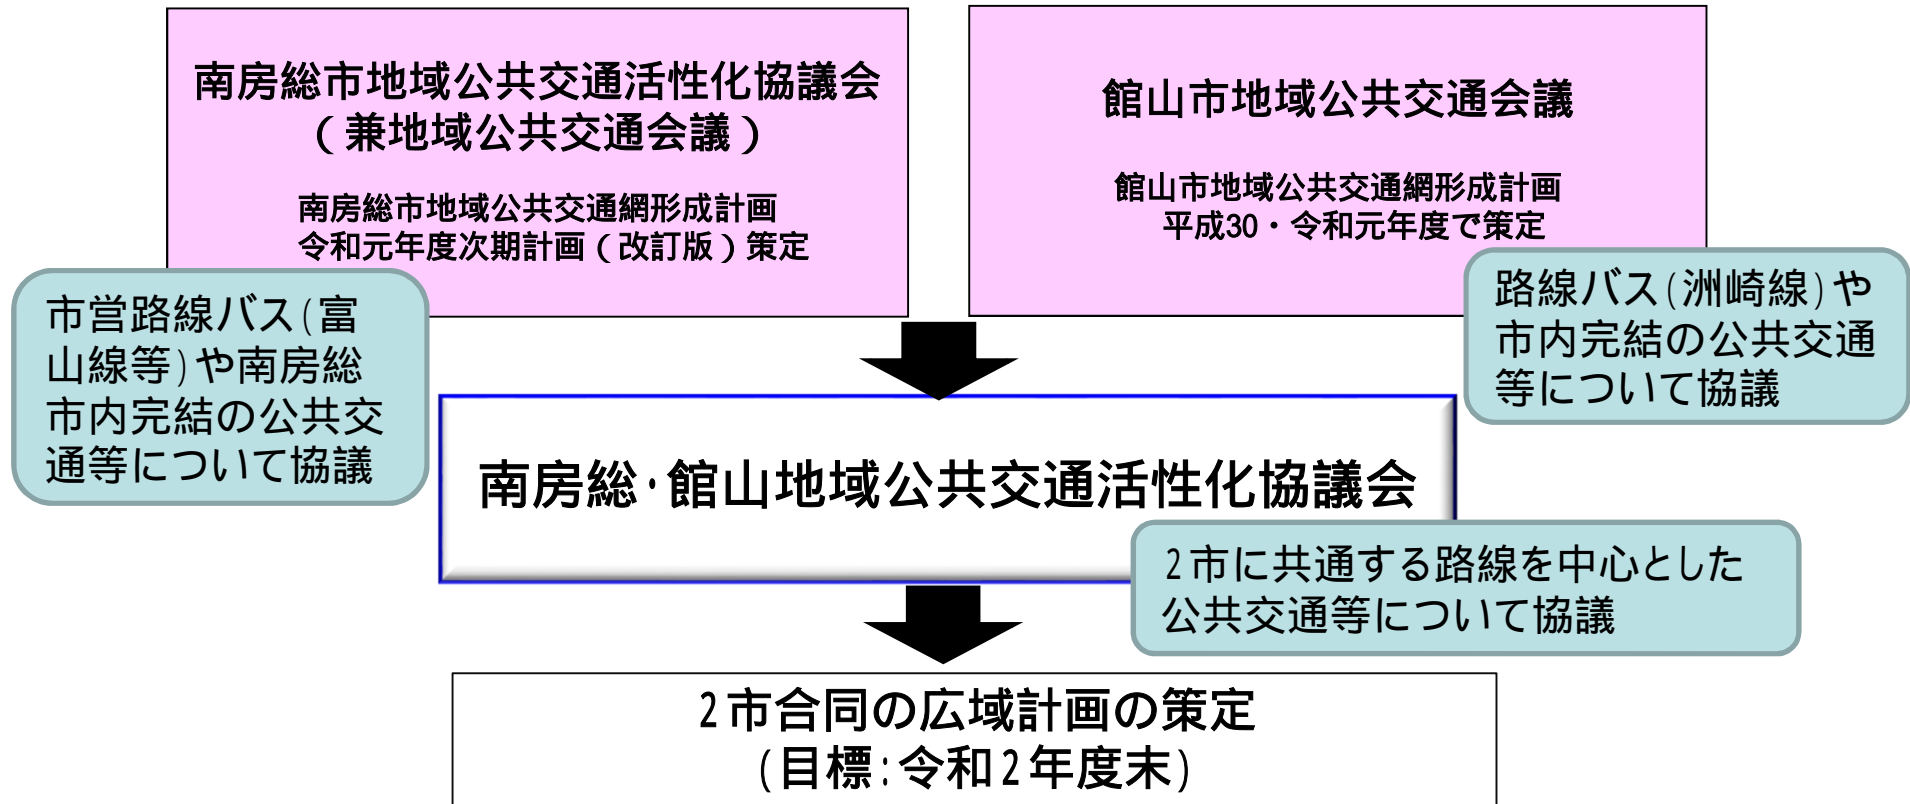 南房総市地域公共交通活性化協議会
（兼地域公共交通会議）
南房総市地域公共交通網形成計画
令和元年度次期計画（改訂版）策定
館山市地域公共交通会議
館山市地域公共交通網形成計画
平成30・令和元年度で策定
市営路線バス(富
山線等)や南房総
市内完結の公共交
通等について協議
路線バス(洲崎線)や
市内完結の公共交通
等について協議
南房総・館山地域公共交通活性化協議会
2市に共通する路線を中心とした
公共交通等について協議
2市合同の広域計画の策定
(目標:令和2年度末)